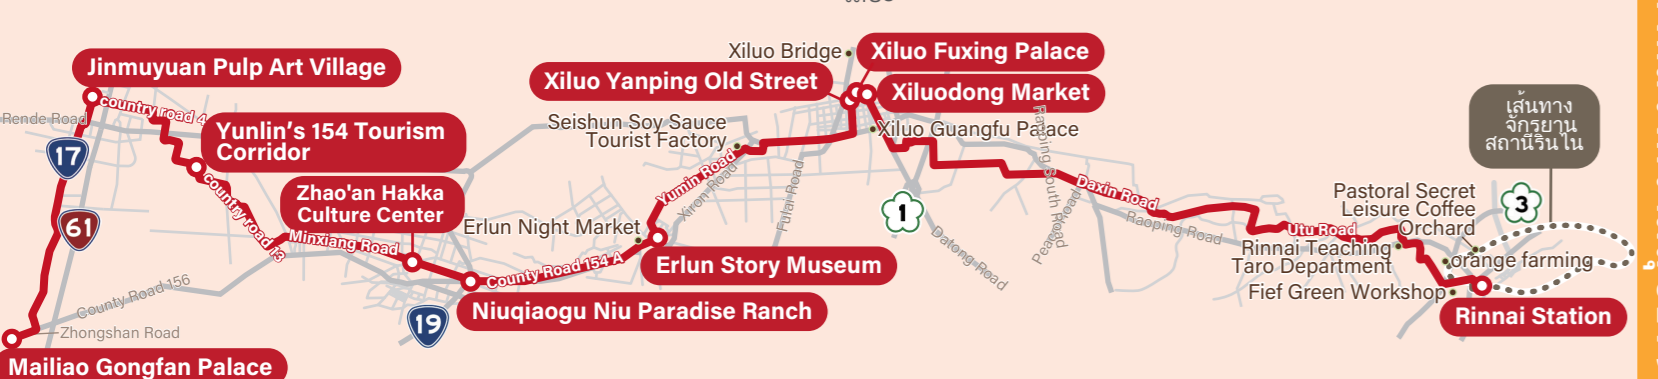 Jinmuyuan Pulp Art Village
country road 4
Rende Road
17
Yunlin's 154 Tourism
Corridor
country road 13
61
Zhao'an Hakka
Culture Center
Minxiang Road
County Road 156
Zhongshan Road
Mailiao Gongfan Palace
19
Niuqiaogu Niu Paradise Ranch
County Road 154 A
Erlun Night Market
Erlun Story Museum
Yumin Road
Xiron Road
Fulai Road
Seishun Soy Sauce
Tourist Factory
Xiluo Bridge
Xiluo Fuxing Palace
Xiluo Yanping Old Street
Xiluodong Market
Xiluo Guangfu Palace
1
Datong Road
Raoping South Road
Peace Road
Daxin Road
Raoping Road
Utu Road
Pastoral Secret
Leisure Coffee
Orchard
Rinnai Teaching
Taro Department
orange farming
Fief Green Workshop
Rinnai Station
3
เส้นทาง
จักรยาน
สถานีรินไน